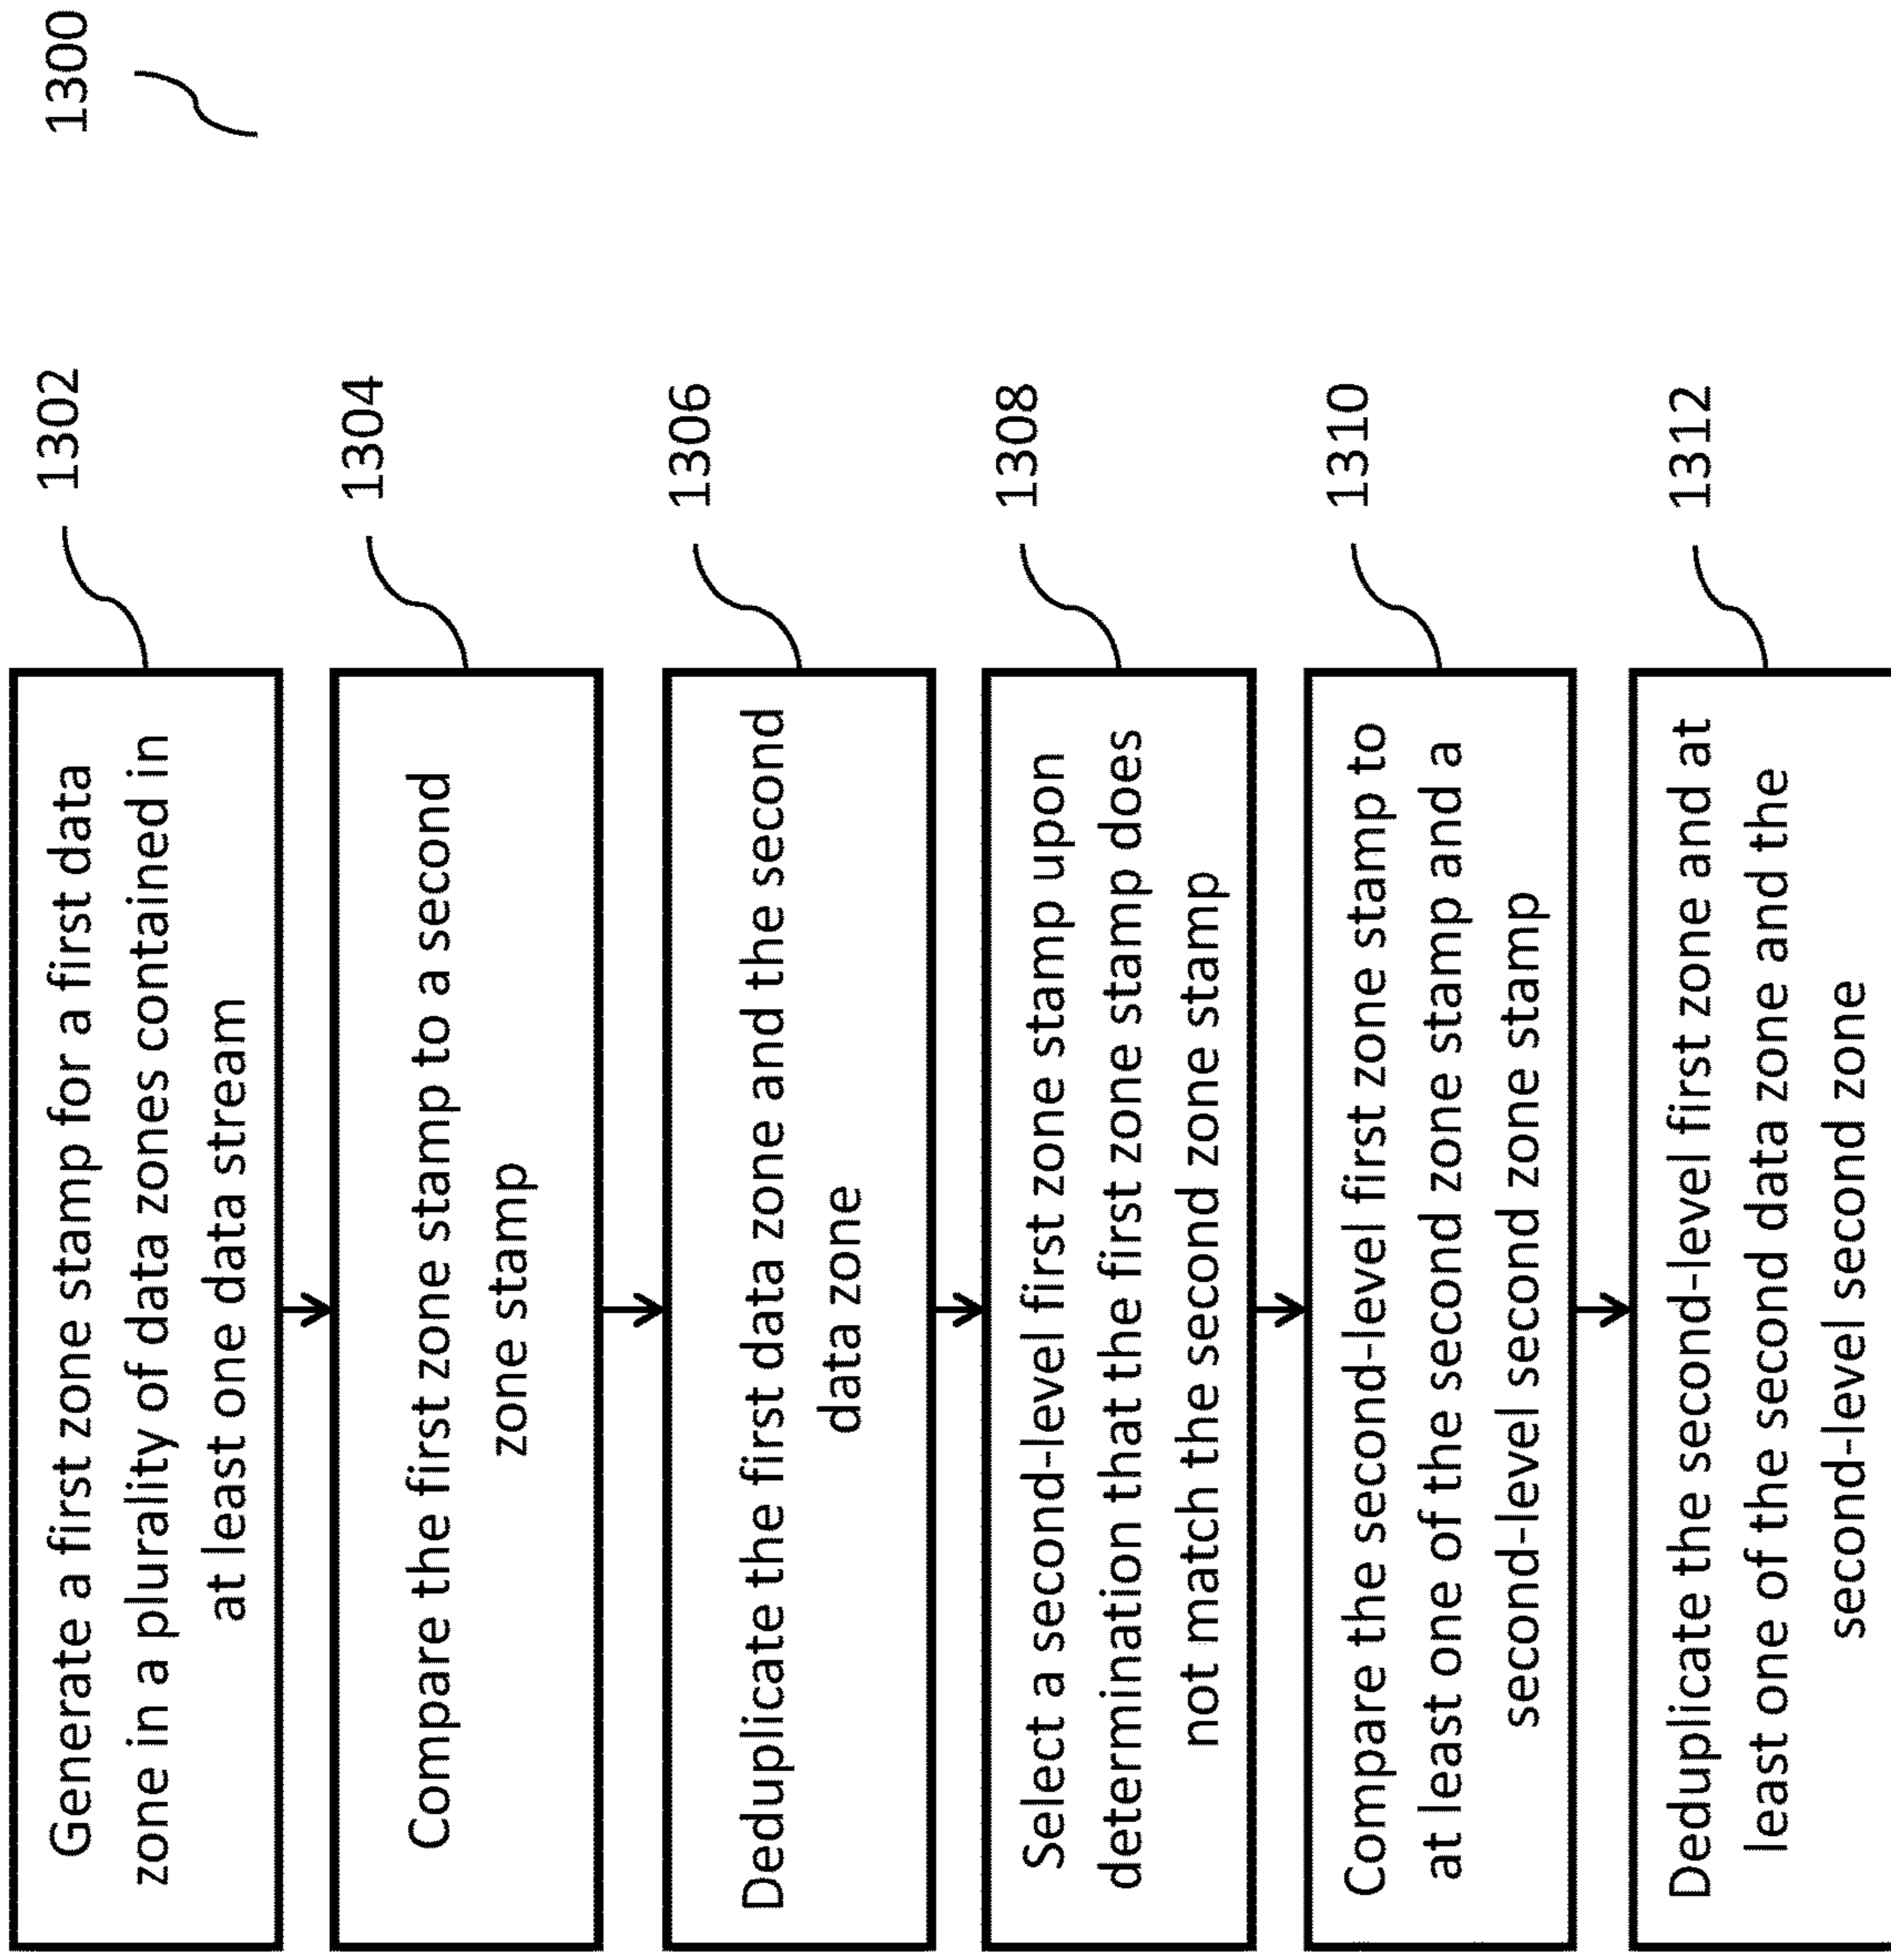 1300
Generate a first zone stamp for a first data
zone in a plurality of data zones contained in
at least one data stream
1302
Compare the first zone stamp to a second
zone stamp
1304
Deduplicate the first data zone and the second
data zone
1306
Select a second-level first zone stamp upon
determination that the first zone stamp does
not match the second zone stamp
1308
Compare the second-level first zone stamp to
at least one of the second zone stamp and a
second-level second zone stamp
1310
Deduplicate the second-level first zone and at
least one of the second data zone and the
second-level second zone
1312